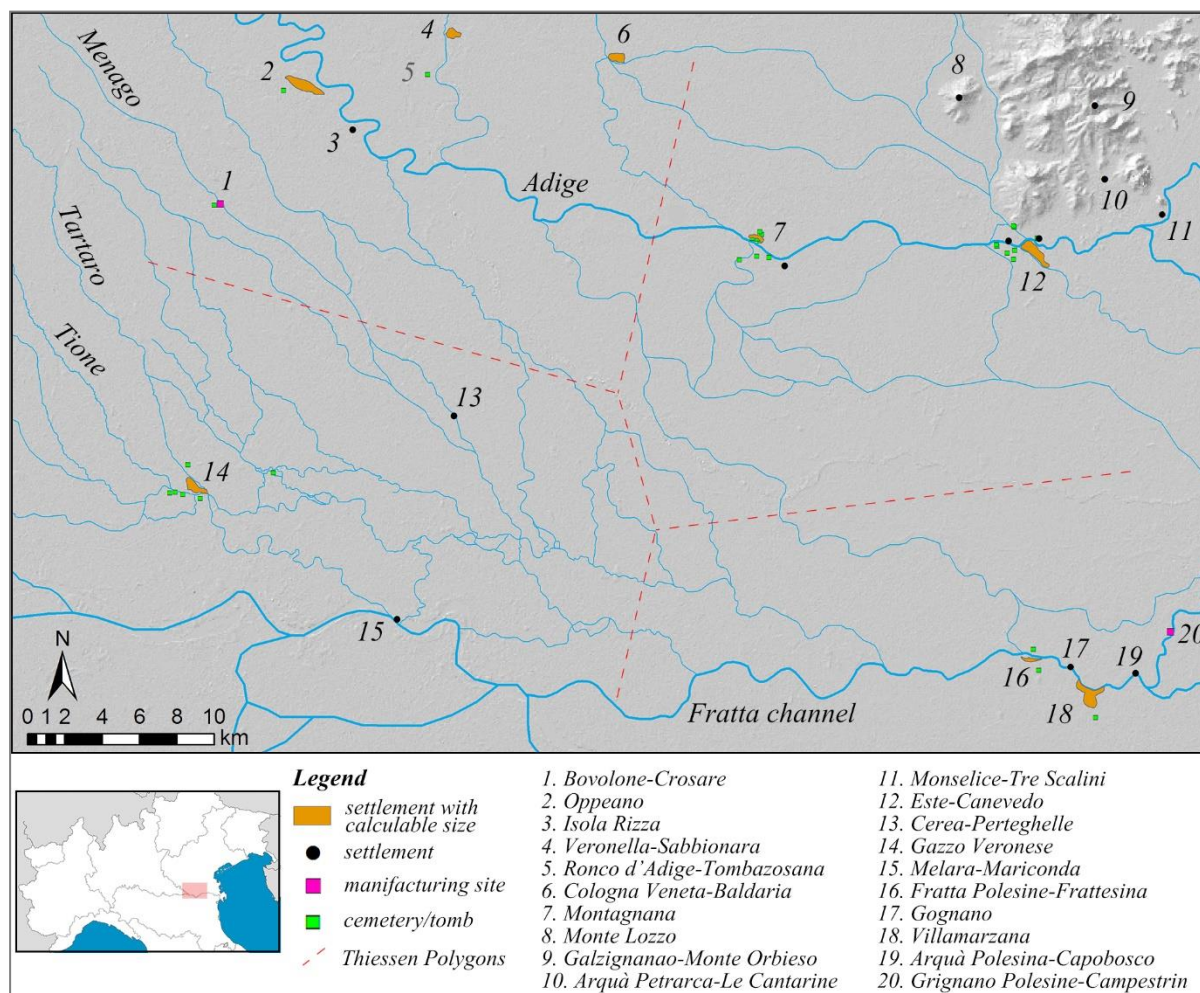 4
6
2
5
8
9
Menago
3
10
1
Adige
11
7
12
Tartaro
Tione
13
14
15
16
17
19
20
18
Fratta channel
N
0 1 2 4 6 8 10
km
Legend
settlement with
calculable size
settlement
manifacturing site
cemetery/tomb
Thiessen Polygons
1. Bovolone-Crosare
2. Oppeano
3. Isola Rizza
4. Veronella-Sabbionara
5. Ronco d'Adige-Tombazosana
6. Cologna Veneta-Baldaria
7. Montagnana
8. Monte Lozzo
9. Galzignanao-Monte Orbieso
10. Arquà Petrarca-Le Cantarine
11. Monselice-Tre Scalini
12. Este-Canevedo
13. Cerea-Perteghelle
14. Gazzo Veronese
15. Melara-Mariconda
16. Fratta Polesine-Frattesina
17. Gognano
18. Villamarzana
19. Arquà Polesina-Capobosco
20. Grignano Polesine-Campestrin